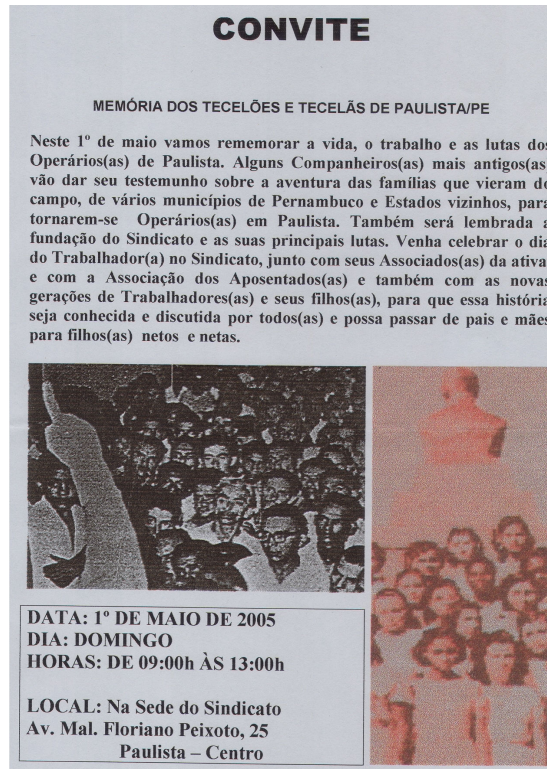 CONVITE
MEMÓRIA DOS TECELÕES E TECELÃS DE PAULISTA/PE
Neste 1º de maio vamos rememorar a vida, o trabalho e as lutas dos
Operários(as) de Paulista. Alguns Companheiros(as) mais antigos(as)
vão dar seu testemunho sobre a aventura das famílias que vieram do
campo, de vários municípios de Pernambuco e Estados vizinhos, para
tornarem-se Operários(as) em Paulista. Também será lembrada a
fundação do Sindicato e as suas principais lutas. Venha celebrar o dia
do Trabalhador(a) no Sindicato, junto com seus Associados(as) da ativa,
e com a Associação dos Aposentados(as) e também com as novas
gerações de Trabalhadores(as) e seus filhos(as), para que essa história
seja conhecida e discutida por todos(as) e possa passar de pais e mães
para filhos(as) netos e netas.
DATA: 1º DE MAIO DE 2005
DIA: DOMINGO
HORAS: DE 09:00h ÀS 13:00h
LOCAL: Na Sede do Sindicato
Av. Mal. Floriano Peixoto, 25
Paulista – Centro